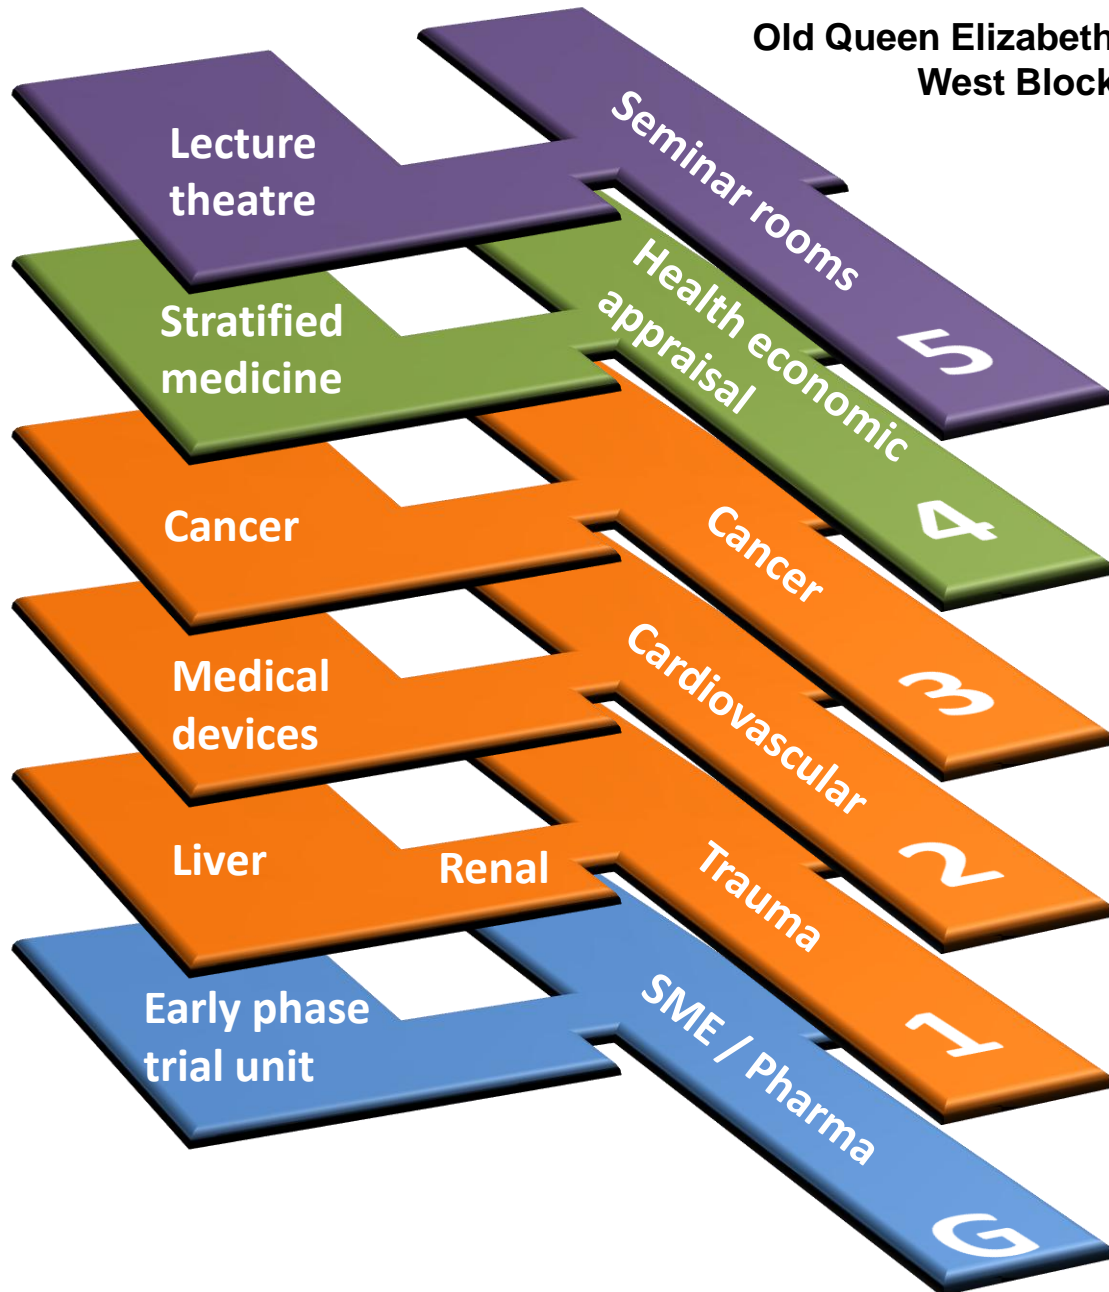 Old Queen Elizabeth
West Block
Lecture
theatre
Seminar rooms
5
Stratified
medicine
Health economic
appraisal
4
Cancer
Cancer
3
Medical
devices
Cardiovascular
2
Liver
Renal
Trauma
1
Early phase
trial unit
SME / Pharma
G